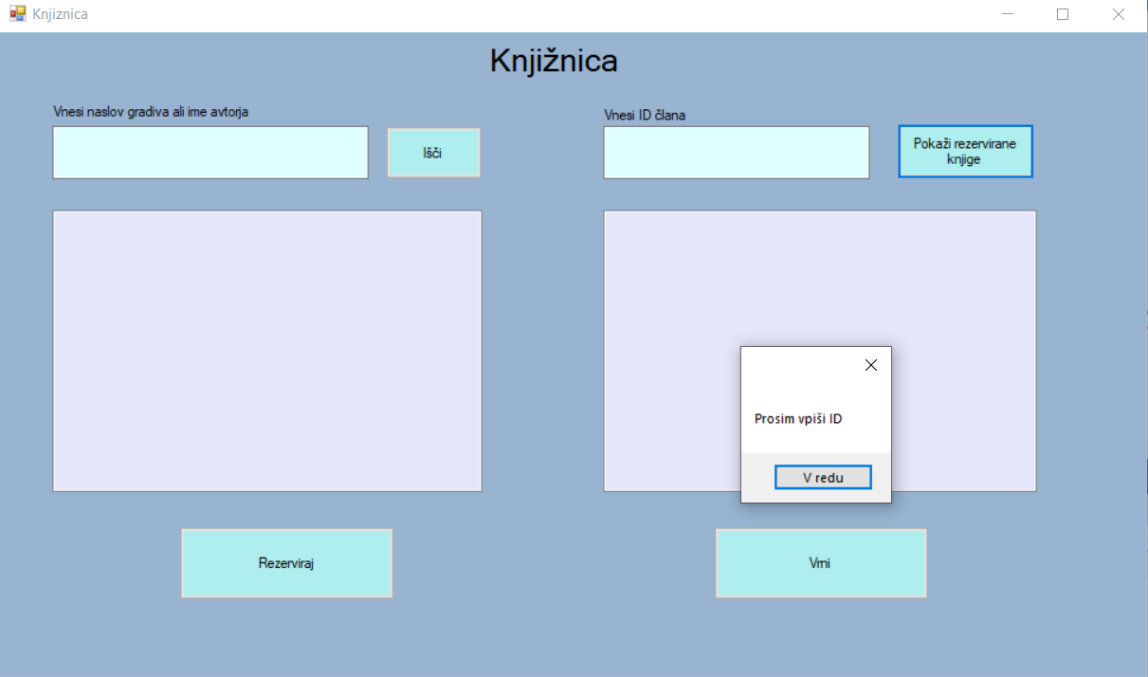 Knjiznica
Knjižnica
Vnesi naslov gradiva ali ime avtorja
Išči
Vnesi ID člana
Pokaži rezervirane
knjige
Prosim vpiši ID
V redu
Rezerviraj
Vrni